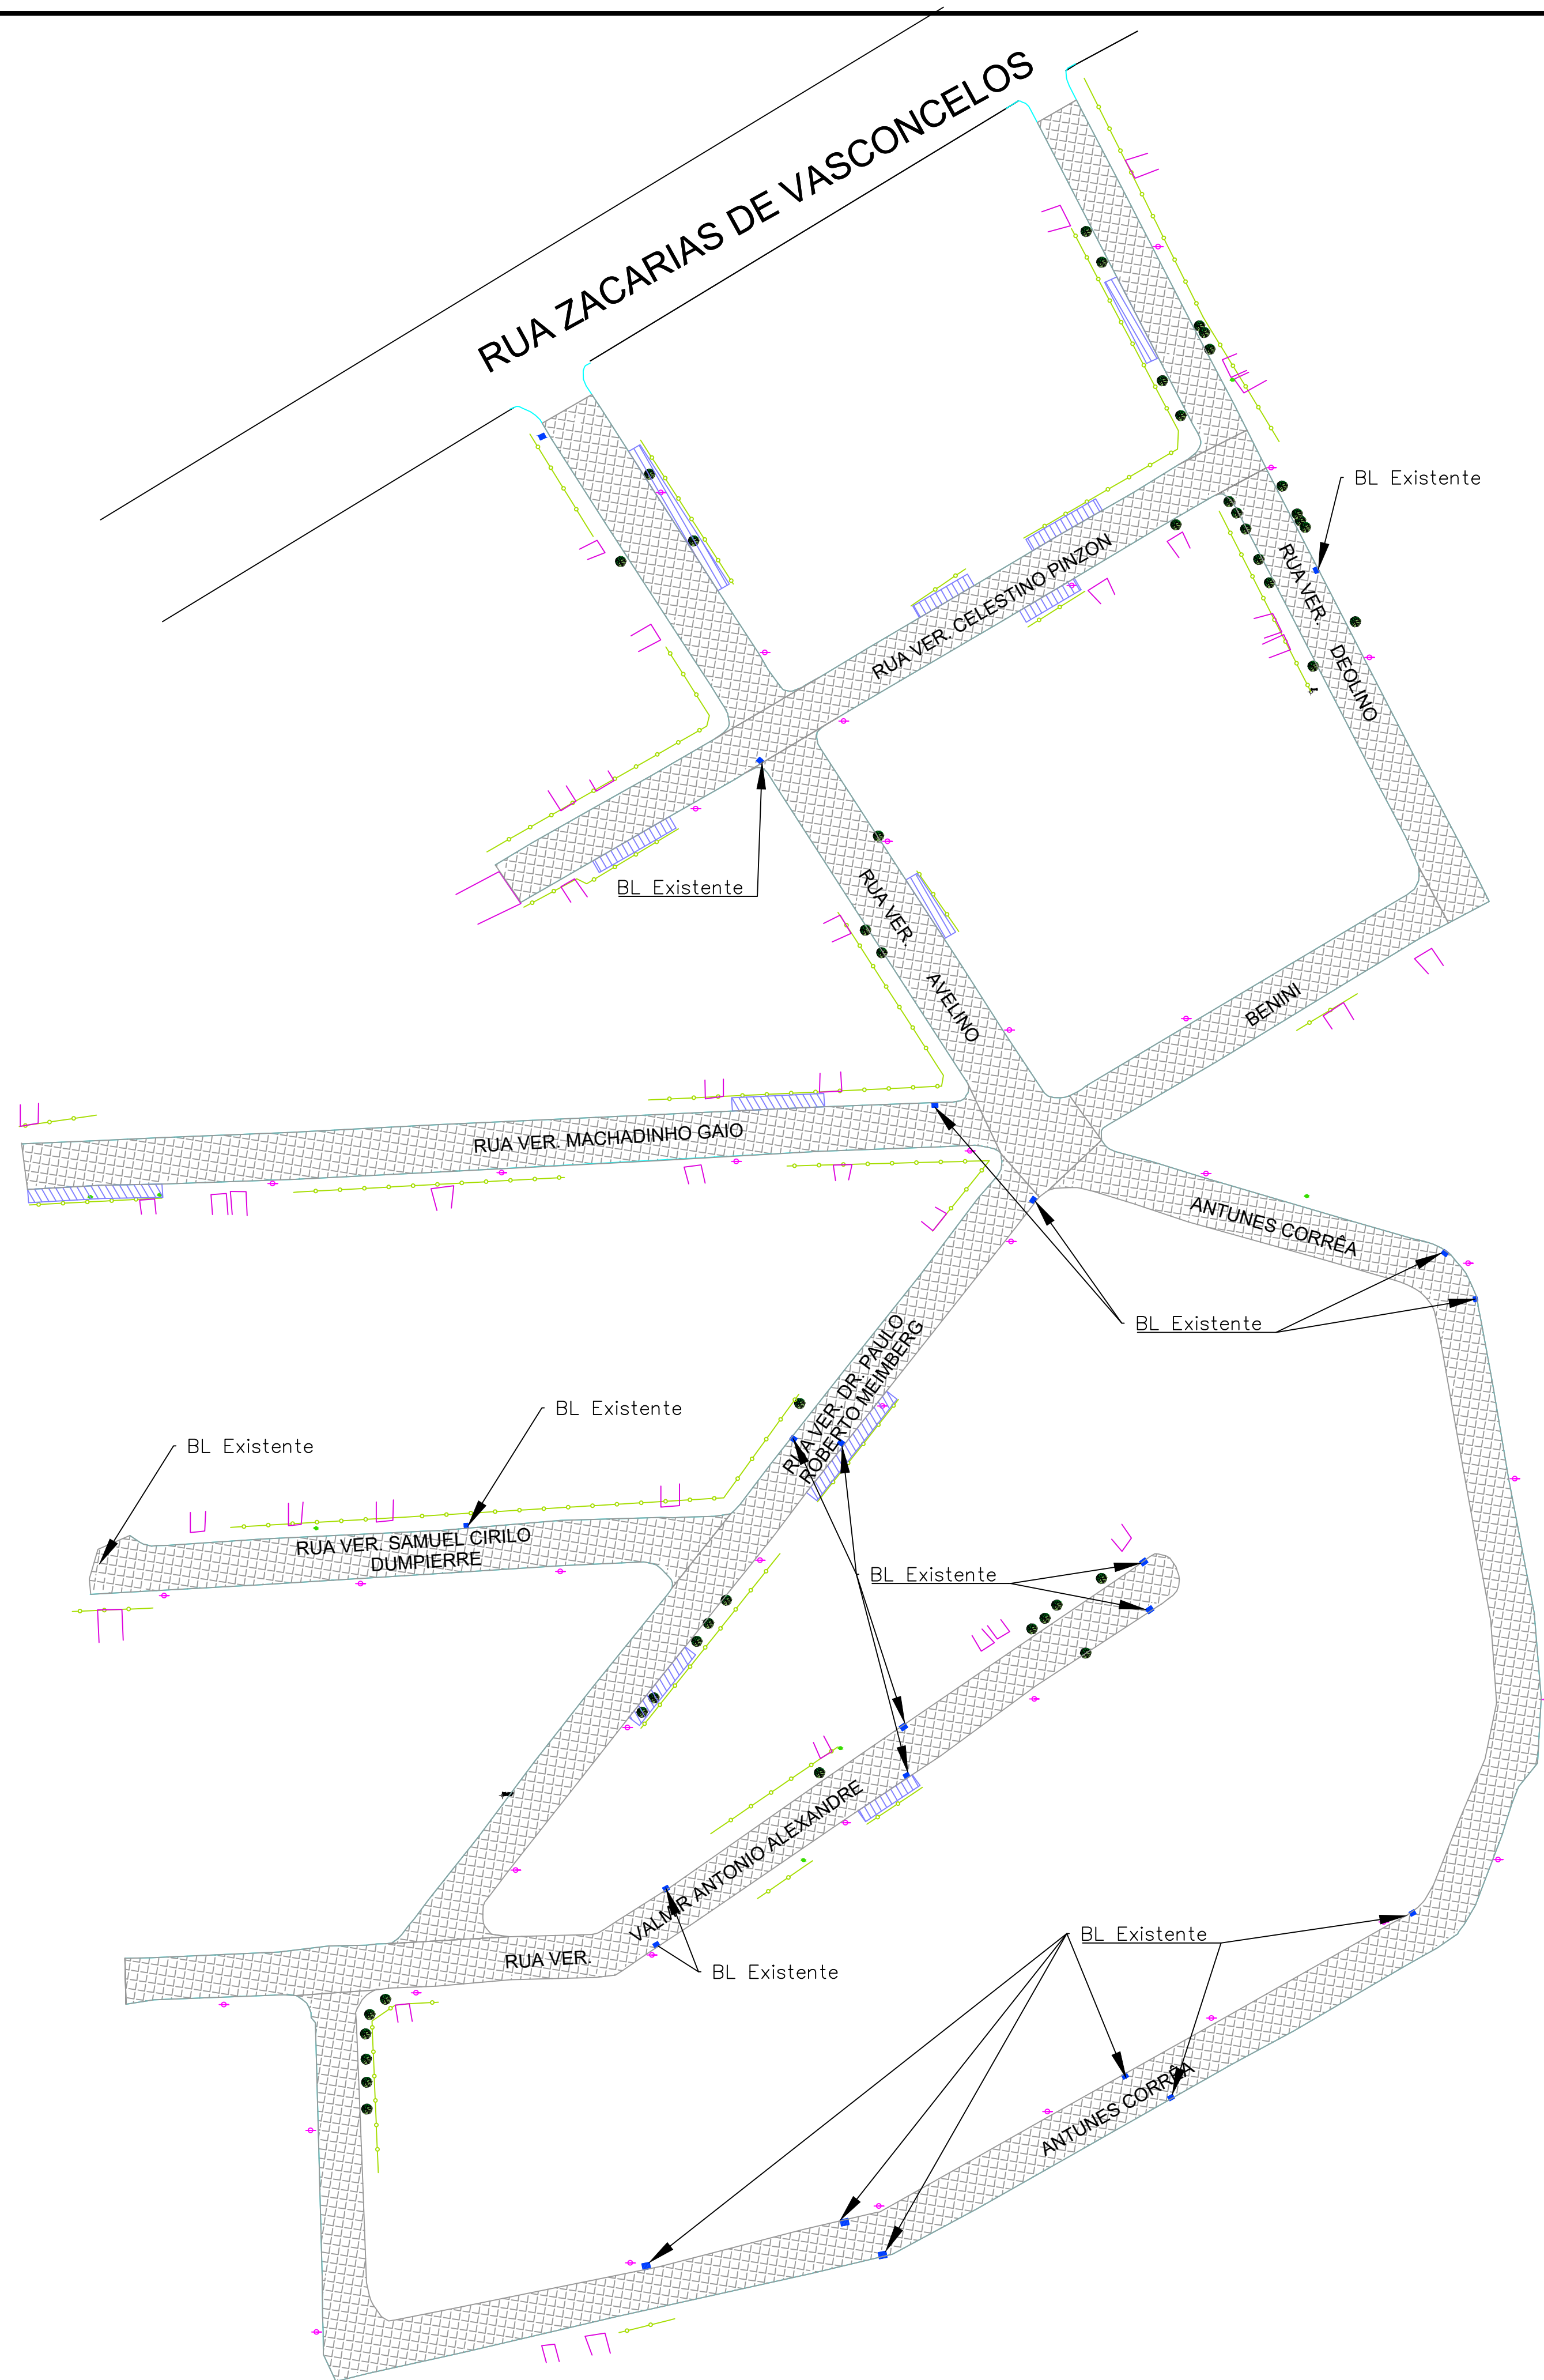 RUA ZACARIAS DE VASCONCELOS
BL Existente
RUA VER. CELESTINO PINZON
RUA VER.
DEOLINO
BL Existente
RUA VER.
AVELINO
BENINI
RUA VER. MACHADINHO GAIO
ANTUNES CORRÊA
BL Existente
RUA VER. DR. PAULO
ROBERTO MEIMBERG
BL Existente
BL Existente
RUA VER. SAMUEL CIRILO
DUMPIERRE
BL Existente
VALMIR ANTONIO ALEXANDRE
RUA VER.
BL Existente
BL Existente
ANTUNES CORRÊA